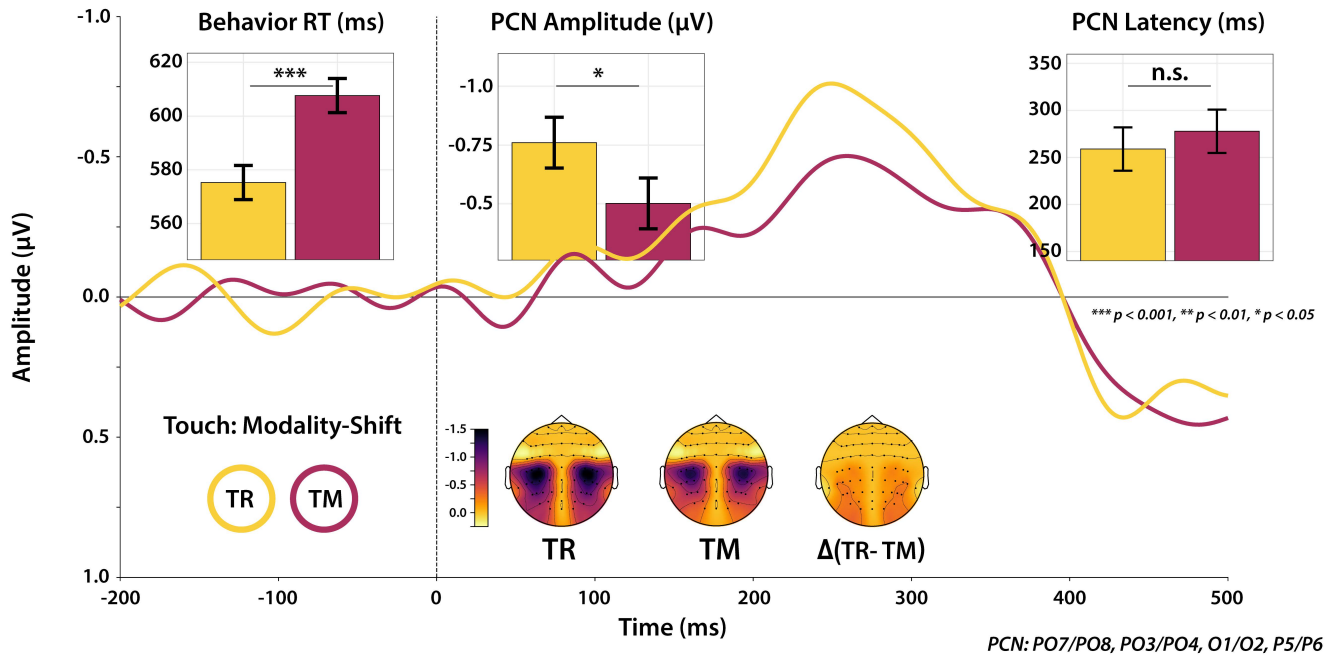 Behavior RT (ms)
620
600
580
560
***
PCN Amplitude (µV)
-1.0
-0.75
-0.5
*
PCN Latency (ms)
350
300
250
200
150
n.s.
*** p < 0.001, ** p < 0.01, * p < 0.05
Amplitude (µV)
-1.0
-0.5
0.0
0.5
1.0
Touch: Modality-Shift
TR TM
-1.5
-1.0
-0.5
0.0
TR TM Δ(TR- TM)
-200 -100 0 100 200 300 400 500
Time (ms)
PCN: PO7/PO8, PO3/PO4, O1/O2, P5/P6